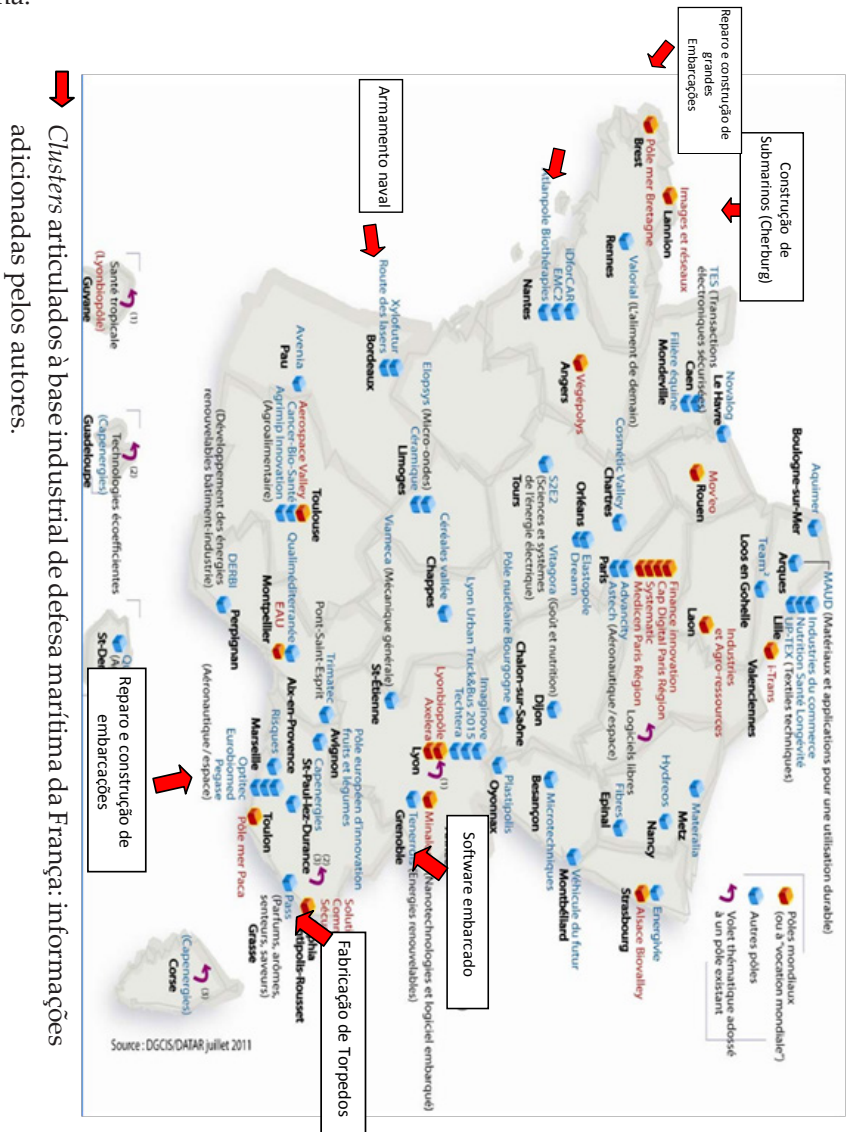 Reparo e construção de
grandes
Embarcações
Construção de
Submarinos (Cherburg)
Armamento naval
Software embarcado
Fabricação de Torpedos
Reparo e construção de
embarcações
MAUD (Matériaux et applications pour une utilisation durable)
Industries du commerce
Nutrition Santé Longévité
UP-TEX (Textiles techniques)
Lille
i-Trans
Valenciennes
Aquimer
Boulogne-sur-Mer
Arques
Team²
Loos en Gohelle
Industries
et Agro-ressources
Laon
Novalog
Le Havre
Mov'eo
Rouen
TES (Transactions
électroniques sécurisées)
Caen
Filière équine
Mondeville
Images et réseaux
Lannion
Pôle mer Bretagne
Brest
Valorial (L'aliment de demain)
Rennes
iDforCAR
EMC2
Atlanpole Biothérapies
Nantes
Végépolys
Angers
Cosmetic Valley
Chartres
Finance innovation
Cap Digital Paris Région
Systematic
Medicen Paris Région
Advancity
Astech (Aéronautique/espace)
Paris
Logiciels libres
Elastopole
Dream
Orléans
S2E2
(Sciences et systèmes
de l'énergie électrique)
Tours
Vitagora (Goût et nutrition)
Dijon
Pôle nucléaire Bourgogne
Chalon-sur-Saône
Materalia
Metz
Hydreos
Nancy
Fibres
Epinal
Energivie
Alsace Biovalley
Strasbourg
Véhicule du futur
Montbéliard
Microtechniques
Besançon
Plastipolis
Oyonnax
Imaginove
Lyon Urban Truck&Bus 2015
Techtera
Lyonbiopôle
Axelera
Lyon
(1)
(Nanotechnologies et logiciel embarqué)
(Energies renouvelables)
Grenoble
Viameca (Mécanique générale)
St-Étienne
Céréales vallée
Chappes
Elopsys (Micro-ondes)
Céramique
Limoges
Xylofutur
Route des lasers
Bordeaux
Avenia
Pau
Aerospace Valley
Cancer-Bio-Santé
Agrimip Innovation
(Agroalimentaire)
Toulouse
DERBI
(Développement des énergies
renouvelables bâtiment-industrie)
Perpignan
Qualiméditerranée
EAU
Montpellier
Trimatec
Pont-Saint-Esprit
Pôle européen d'innovation
fruits et légumes
Avignon
Capenergies
St-Paul-lez-Durance
(2)
(3)
Risques
Aix-en-Provence
Optitec
Eurobiomed
Pegase
(Aéronautique/espace)
Marseille
Pôle mer Paca
Toulon
Pass
(Parfums, arômes,
senteurs, saveurs)
Grasse
(3)
(Capenergies)
Corse
(1)
Santé tropicale
(Lyonbiopôle)
Guyane
(2)
Technologies écoefficientes
(Capénergies)
Guadeloupe
Pôles mondiaux
(ou à "vocation mondiale")
Autres pôles
Volet thématique adossé
à un pôle existant
Source : DGCIS/DATAR juillet 2011
Clusters articulados à base industrial de defesa marítima da França: informações
adicionadas pelos autores.